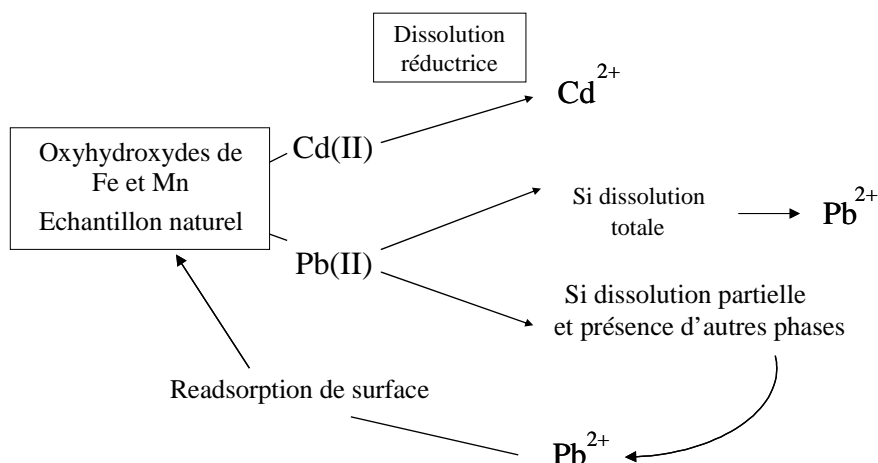 Dissolution
réductrice
Cd2+
Cd(II)
Oxyhydroxydes de
Fe et Mn
Echantillon naturel
Si dissolution
totale
Pb2+
Pb(II)
Si dissolution partielle
et présence d’autres phases
Readsorption de surface
Pb2+